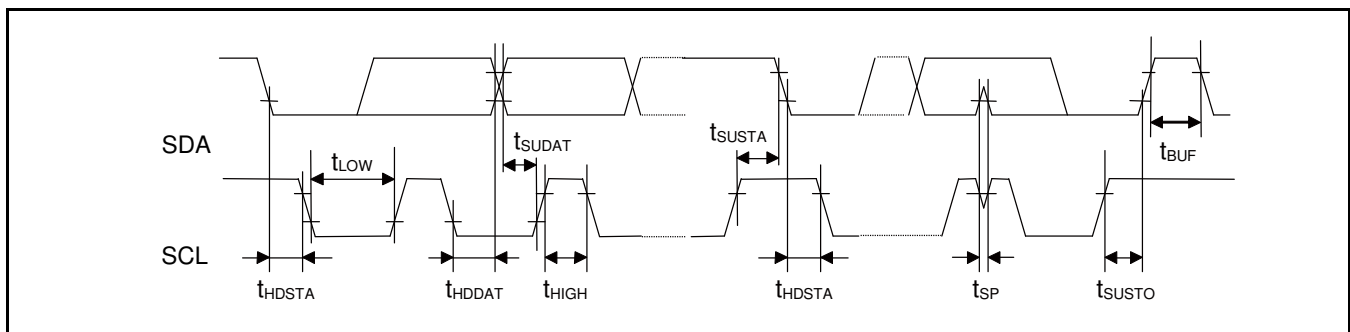 SDA
tSUDAT
tSUSTA
tBUF
tLOW
SCL
tHDSTA
tHDDAT
tHIGH
tHDSTA
tSP
tSUSTO